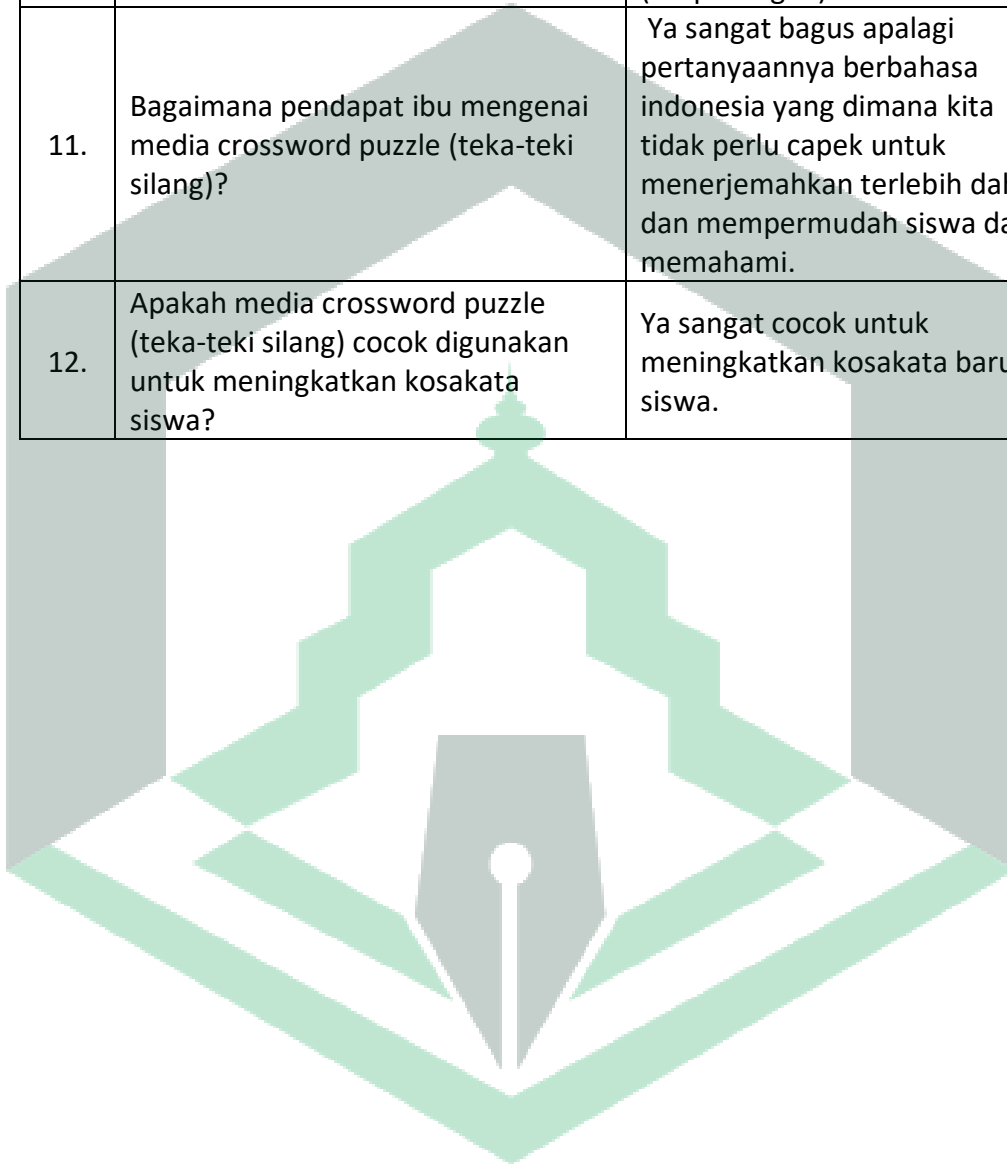 11.
Bagaimana pendapat ibu mengenai
media crossword puzzle (teka-teki
silang)?
Ya sangat bagus apalagi
pertanyaannya berbahasa
indonesia yang dimana kita
tidak perlu capek untuk
menerjemahkan terlebih
dan mempermudah siswa
memahami.
12.
Apakah media crossword puzzle
(teka-teki silang) cocok digunakan
untuk meningkatkan kosakata
siswa?
Ya sangat cocok untuk
meningkatkan kosakata baru
siswa.